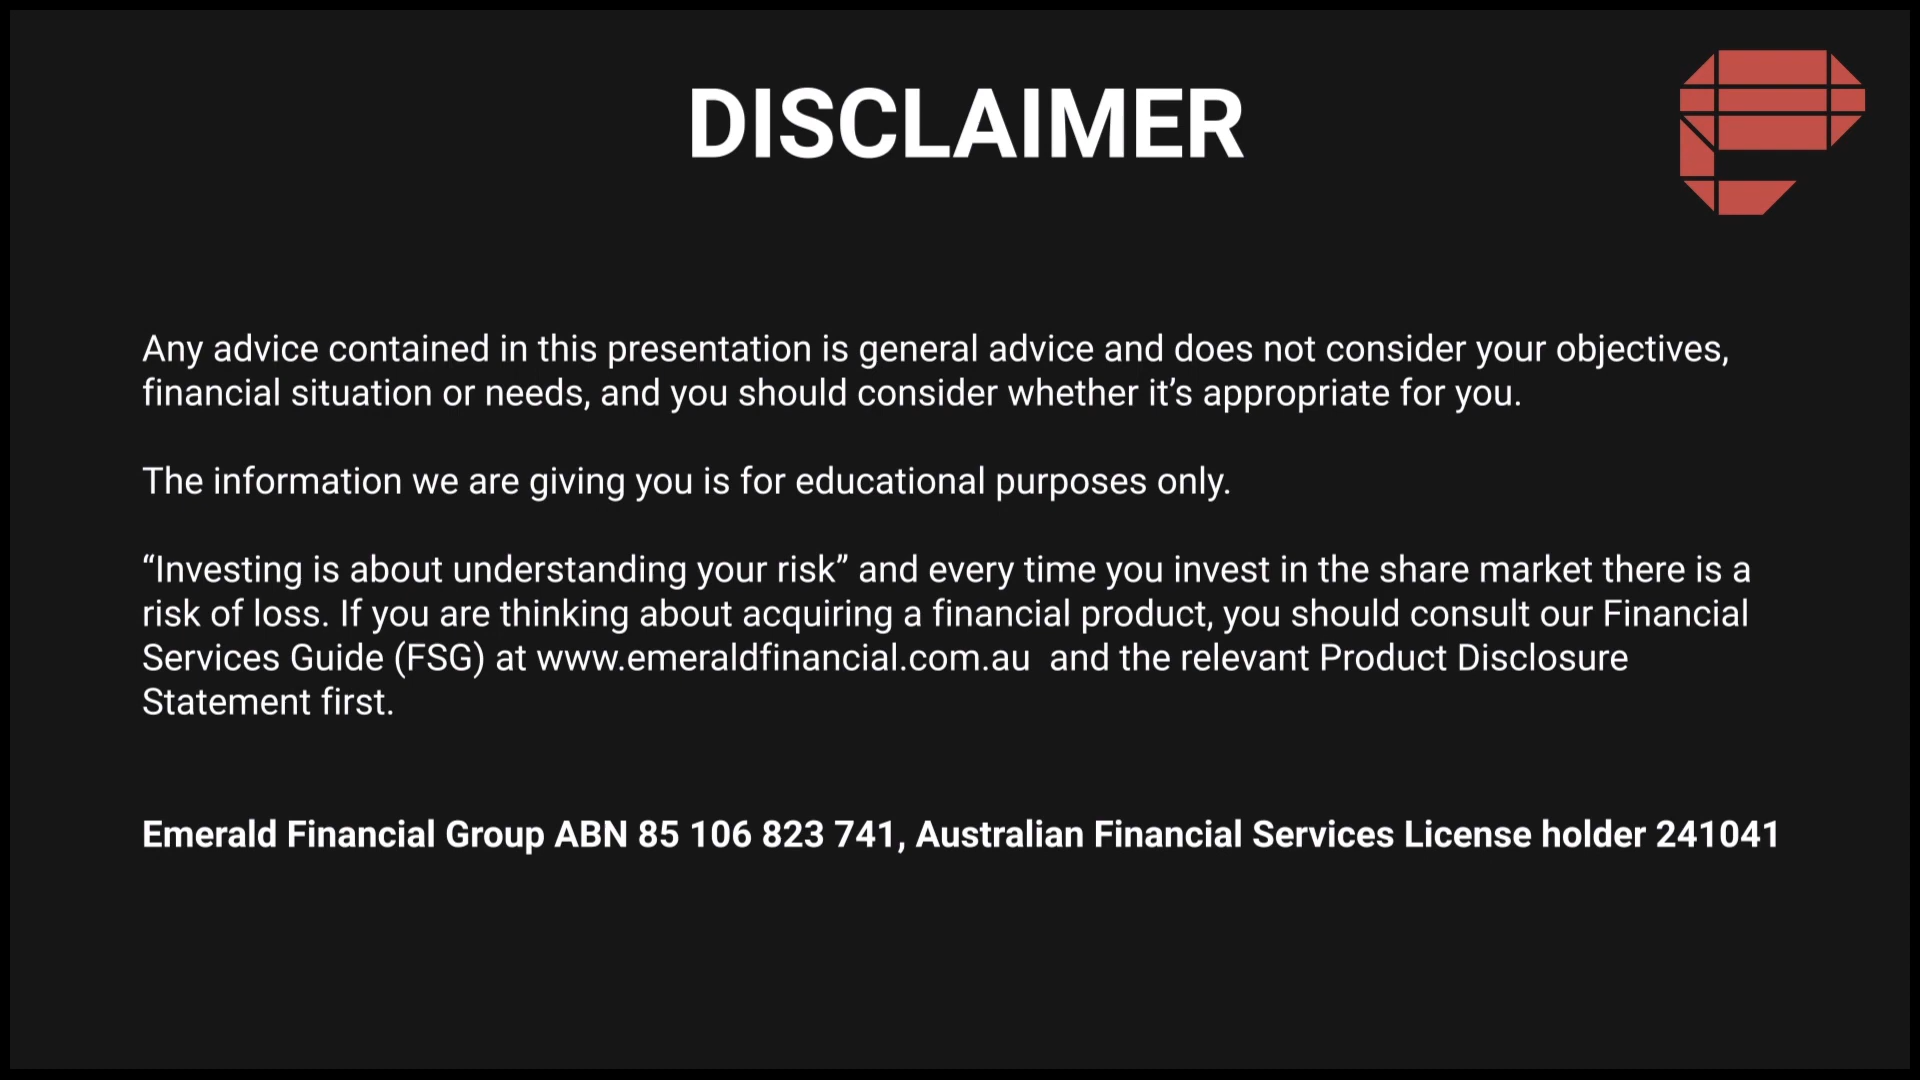 DISCLAIMER
Any advice contained in this presentation is general advice and does not consider your objectives,
financial situation or needs, and you should consider whether it’s appropriate for you.
The information we are giving you is for educational purposes only.
“Investing is about understanding your risk” and every time you invest in the share market there is a
risk of loss. If you are thinking about acquiring a financial product, you should consult our Financial
Services Guide (FSG) at www.emeraldfinancial.com.au  and the relevant Product Disclosure
Statement first.
Emerald Financial Group ABN 85 106 823 741, Australian Financial Services License holder 241041